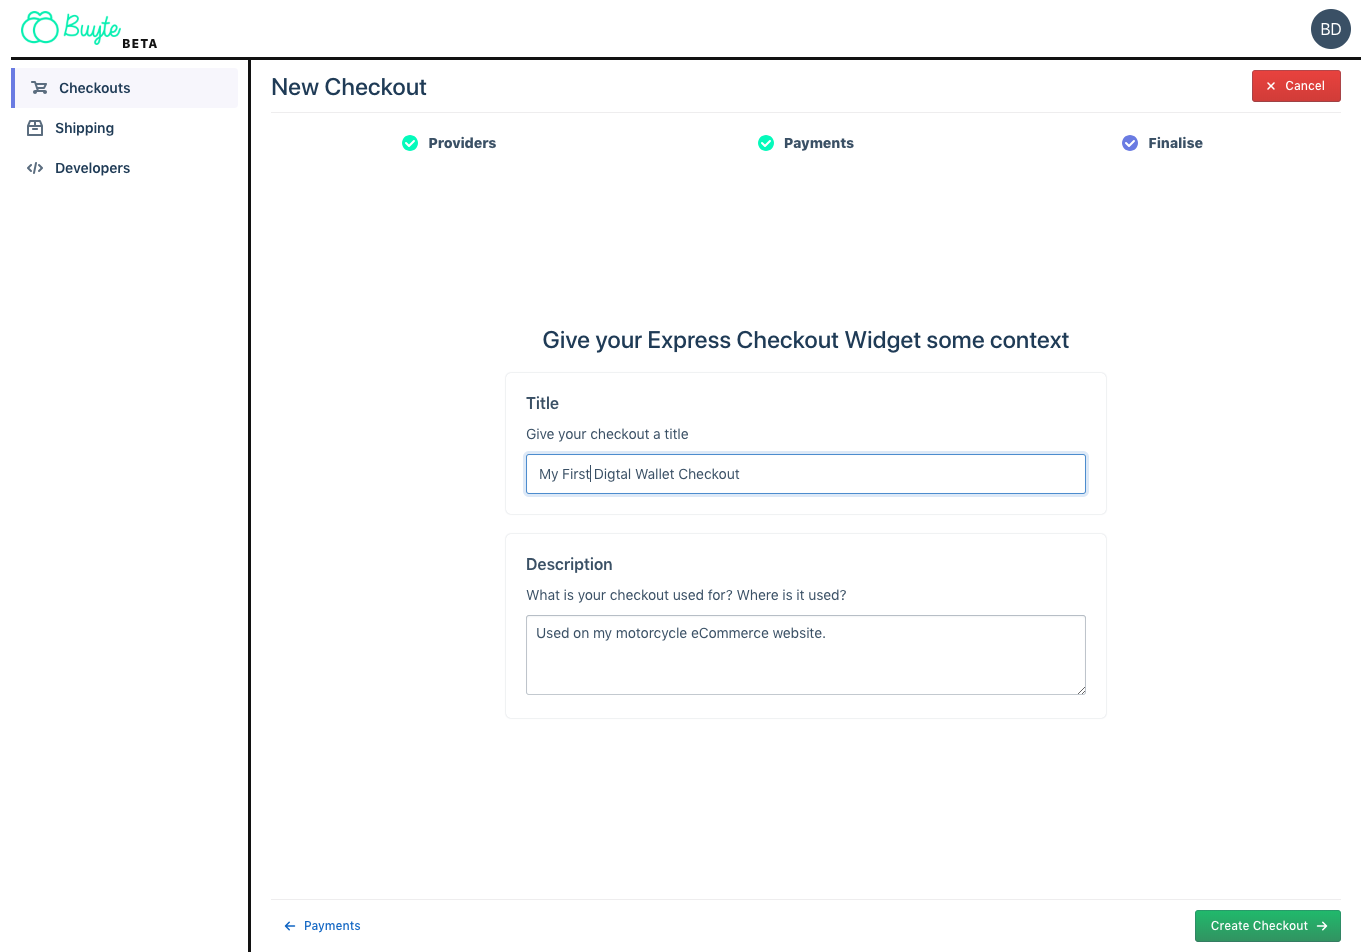 Buyte BETA
BD
Checkouts
Shipping
Developers
New Checkout
Cancel
Providers Payments Finalise
Give your Express Checkout Widget some context
Title
Give your checkout a title
My First Digtal Wallet Checkout
Description
What is your checkout used for? Where is it used?
Used on my motorcycle eCommerce website.
Payments
Create Checkout